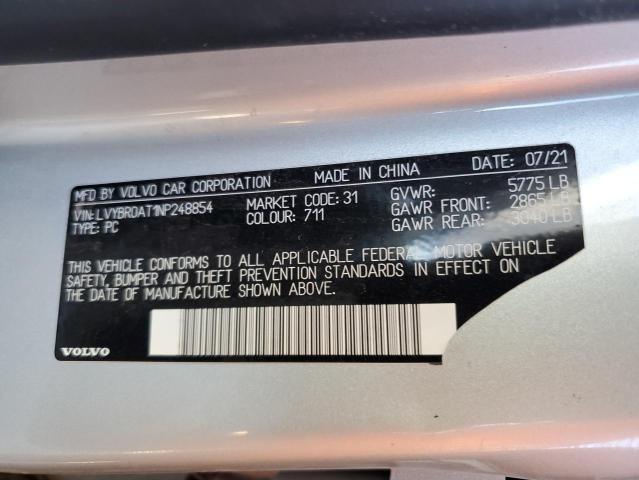 MFD BY VOLVO CAR CORPORATION MADE IN CHINA DATE: 07/21
VIN: LVYBR0AT1NP248854 MARKET CODE: 31 GVWR: 5775 LB
TYPE: PC COLOUR: 711 GAWR FRONT: 2865 LB
GAWR REAR: 3040 LB
THIS VEHICLE CONFORMS TO ALL APPLICABLE FEDERAL MOTOR VEHICLE
SAFETY, BUMPER AND THEFT PREVENTION STANDARDS IN EFFECT ON
THE DATE OF MANUFACTURE SHOWN ABOVE.
VOLVO